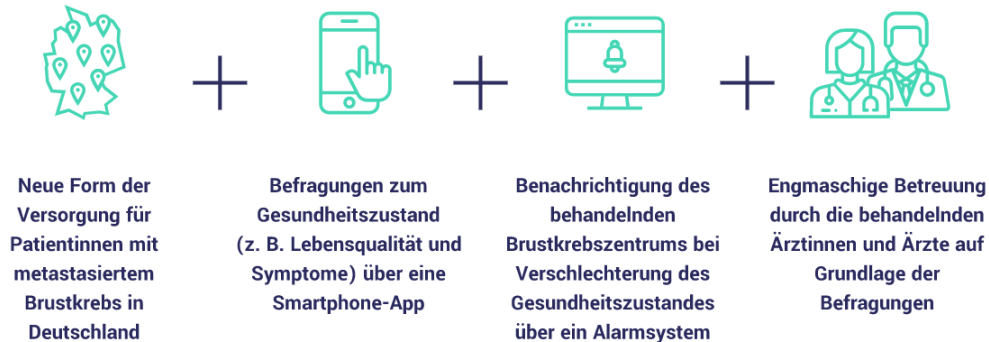 Neue Form der
Versorgung für
Patientinnen mit
metastasiertem
Brustkrebs in
Deutschland
Befragungen zum
Gesundheitszustand
(z. B. Lebensqualität und
Symptome) über eine
Smartphone-App
Benachrichtigung des
behandelnden
Brustkrebszentrums bei
Verschlechterung des
Gesundheitszustandes
über ein Alarmsystem
Engmaschige Betreuung
durch die behandelnden
Ärztinnen und Ärzte auf
Grundlage der
Befragungen